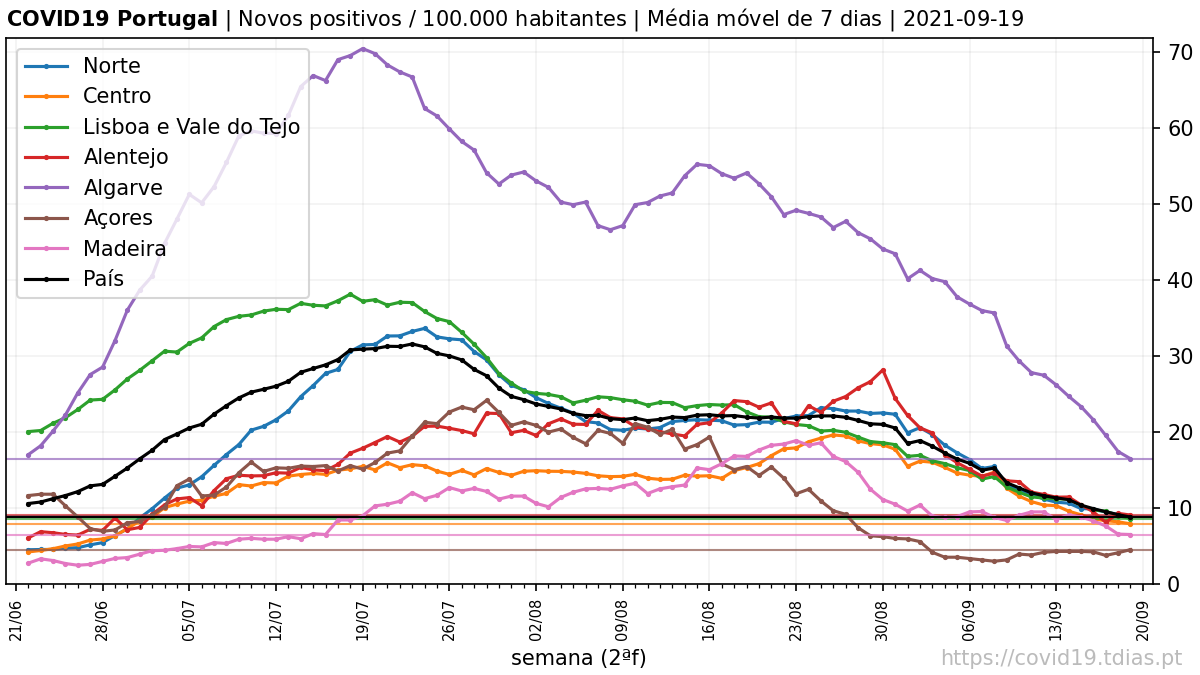 COVID19 Portugal | Novos positivos / 100.000 habitantes | Média móvel de 7 dias | 2021-09-19
Norte
Centro
Lisboa e Vale do Tejo
Alentejo
Algarve
Açores
Madeira
País
70
60
50
40
30
20
10
0
21/06
28/06
05/07
12/07
19/07
26/07
02/08
09/08
16/08
23/08
30/08
06/09
13/09
20/09
semana (2ªf)
https://covid19.tdias.pt